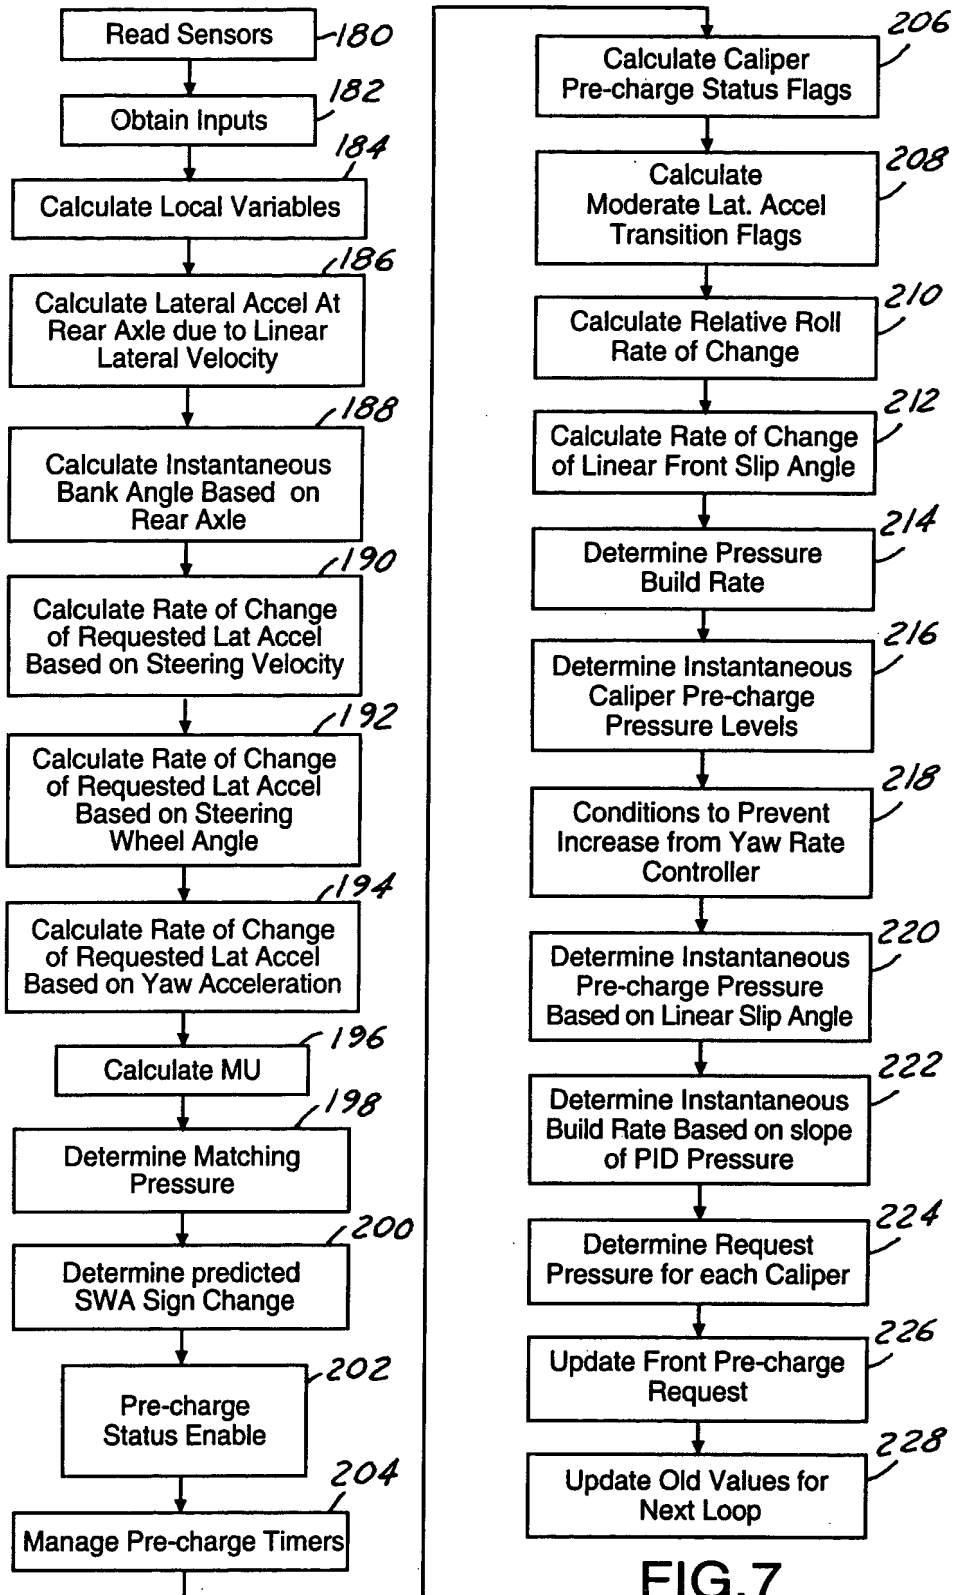 Read Sensors
180
Obtain Inputs
182
Calculate Local Variables
184
Calculate Lateral Accel At
Rear Axle due to Linear
Lateral Velocity
186
Calculate Instantaneous
Bank Angle Based on
Rear Axle
188
Calculate Rate of Change
of Requested Lat Accel
Based on Steering Velocity
190
Calculate Rate of Change
of Requested Lat Accel
Based on Steering
Wheel Angle
192
Calculate Rate of Change
of Requested Lat Accel
Based on Yaw Acceleration
194
Calculate MU
196
Determine Matching
Pressure
198
Determine predicted
SWA Sign Change
200
Pre-charge
Status Enable
202
Manage Pre-charge Timers
204
Calculate Caliper
Pre-charge Status Flags
206
Calculate
Moderate Lat. Accel
Transition Flags
208
Calculate Relative Roll
Rate of Change
210
Calculate Rate of Change
of Linear Front Slip Angle
212
Determine Pressure
Build Rate
214
Determine Instantaneous
Caliper Pre-charge
Pressure Levels
216
Conditions to Prevent
Increase from Yaw Rate
Controller
218
Determine Instantaneous
Pre-charge Pressure
Based on Linear Slip Angle
220
Determine Instantaneous
Build Rate Based on slope
of PID Pressure
222
Determine Request
Pressure for each Caliper
224
Update Front Pre-charge
Request
226
Update Old Values for
Next Loop
228
FIG.7